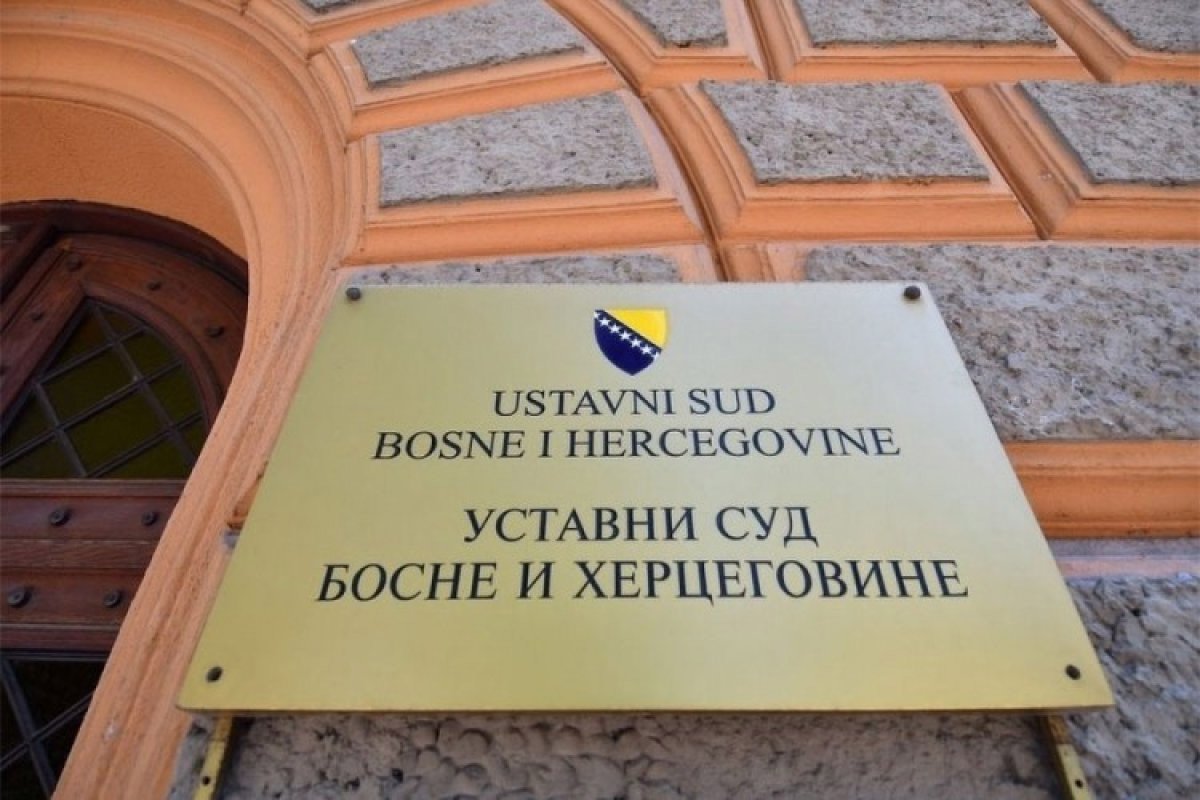 USTAVNI SUD
BOSNE I HERCEGOVINE
УСТАВНИ СУД
БОСНЕ И ХЕРЦЕГОВИНЕ